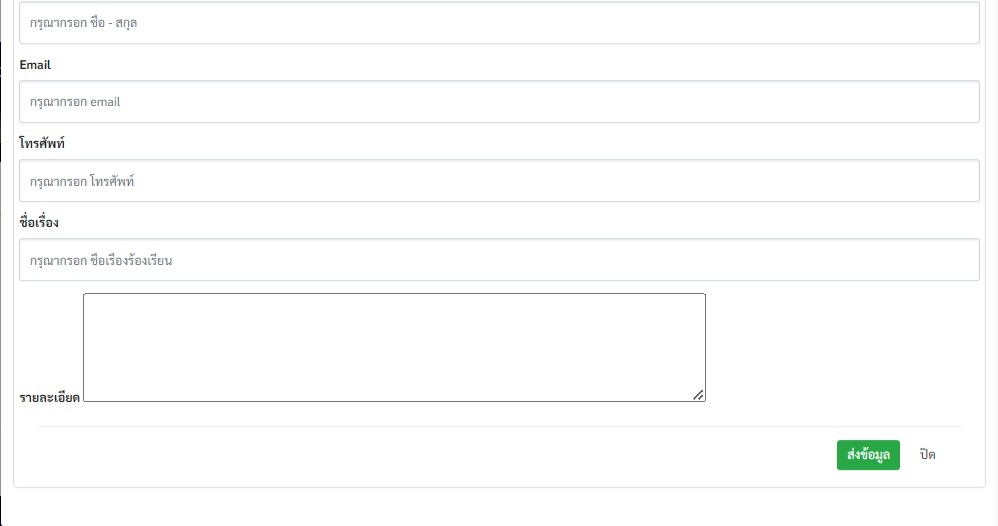 กรุณากรอก ชื่อ - สกุล
Email
กรุณากรอก email
โทรศัพท์
กรุณากรอก โทรศัพท์
ชื่อเรื่อง
กรุณากรอก ชื่อเรื่องร้องเรียน
รายละเอียด
ส่งข้อมูล ปิด